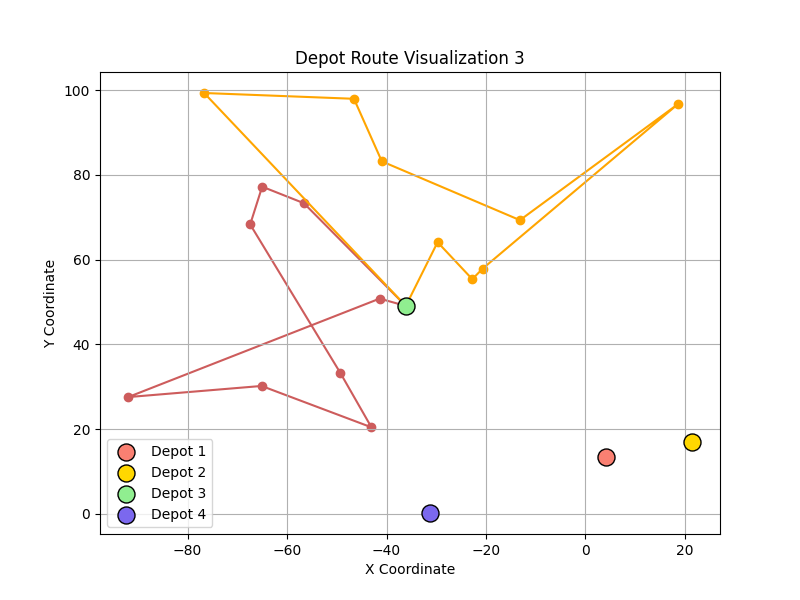 Depot Route Visualization 3
100
80
60
40
20
0
Y Coordinate
Depot 1
Depot 2
Depot 3
Depot 4
−80
−60
−40
−20
0
20
X Coordinate